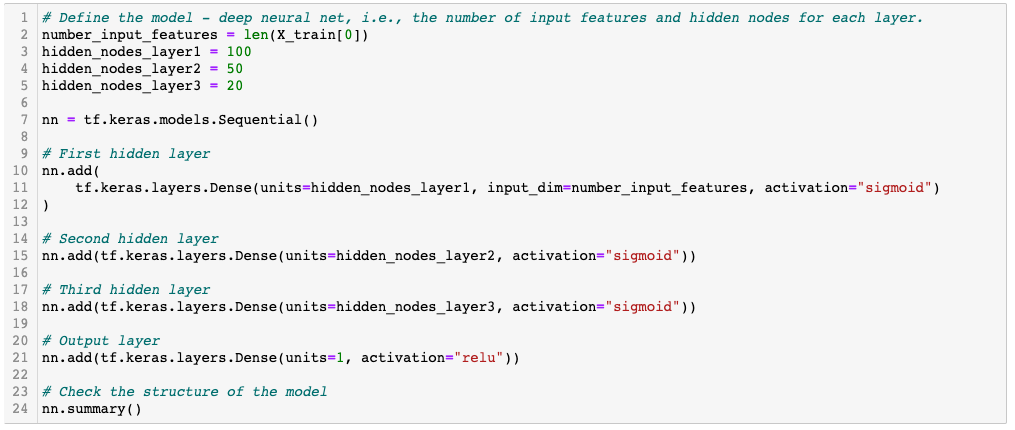 1 # Define the model - deep neural net, i.e., the number of input features and hidden nodes for each layer.
2 number_input_features = len(X_train[0])
3 hidden_nodes_layer1 = 100
4 hidden_nodes_layer2 = 50
5 hidden_nodes_layer3 = 20
6
7 nn = tf.keras.models.Sequential()
8
9 # First hidden layer
10 nn.add(
11     tf.keras.layers.Dense(units=hidden_nodes_layer1, input_dim=number_input_features, activation="sigmoid")
12 )
13
14 # Second hidden layer
15 nn.add(tf.keras.layers.Dense(units=hidden_nodes_layer2, activation="sigmoid"))
16
17 # Third hidden layer
18 nn.add(tf.keras.layers.Dense(units=hidden_nodes_layer3, activation="sigmoid"))
19
20 # Output layer
21 nn.add(tf.keras.layers.Dense(units=1, activation="relu"))
22
23 # Check the structure of the model
24 nn.summary()